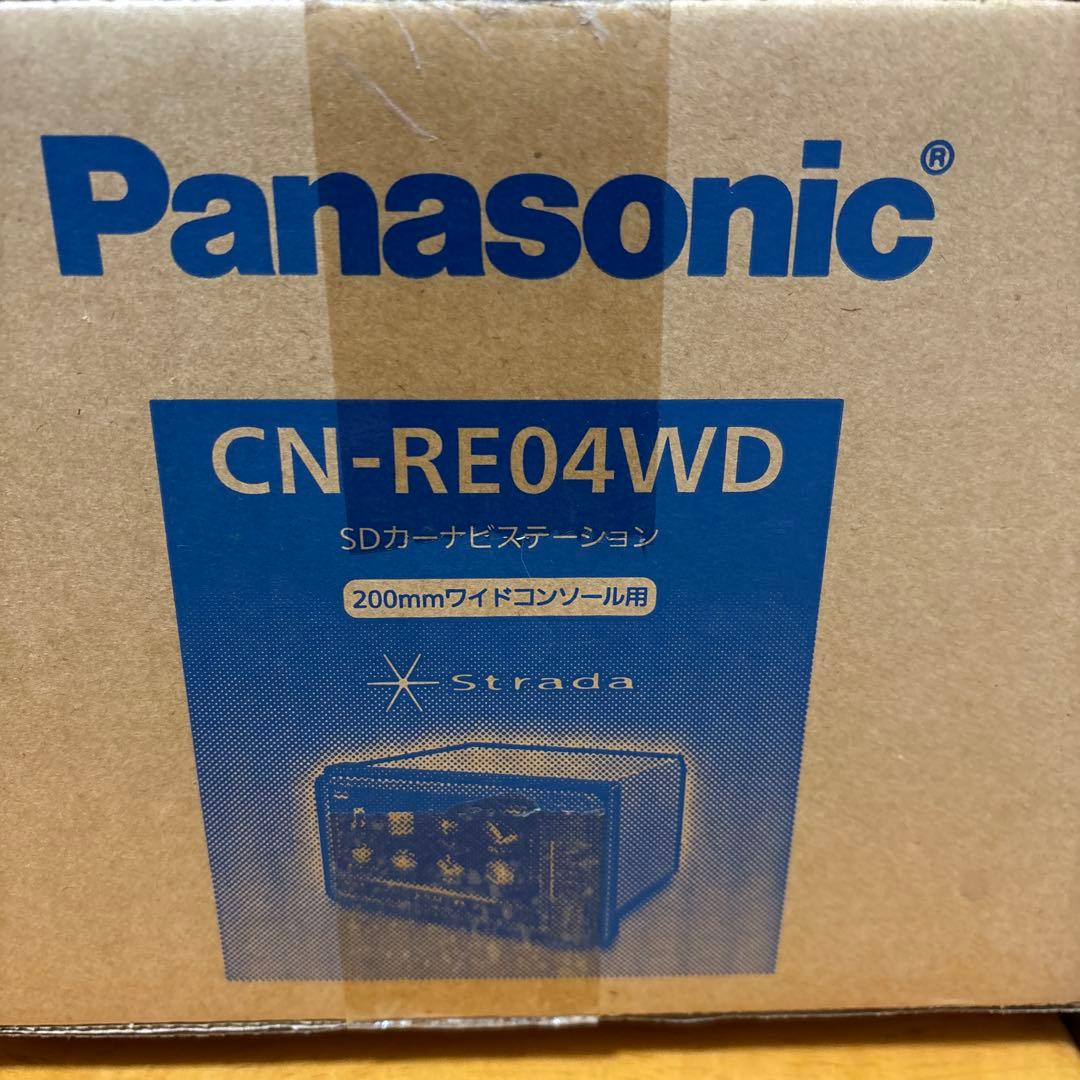 Panasonic®
CN-RE04WD
SDカーナビステーション
200mmワイドコンソール用
Strada